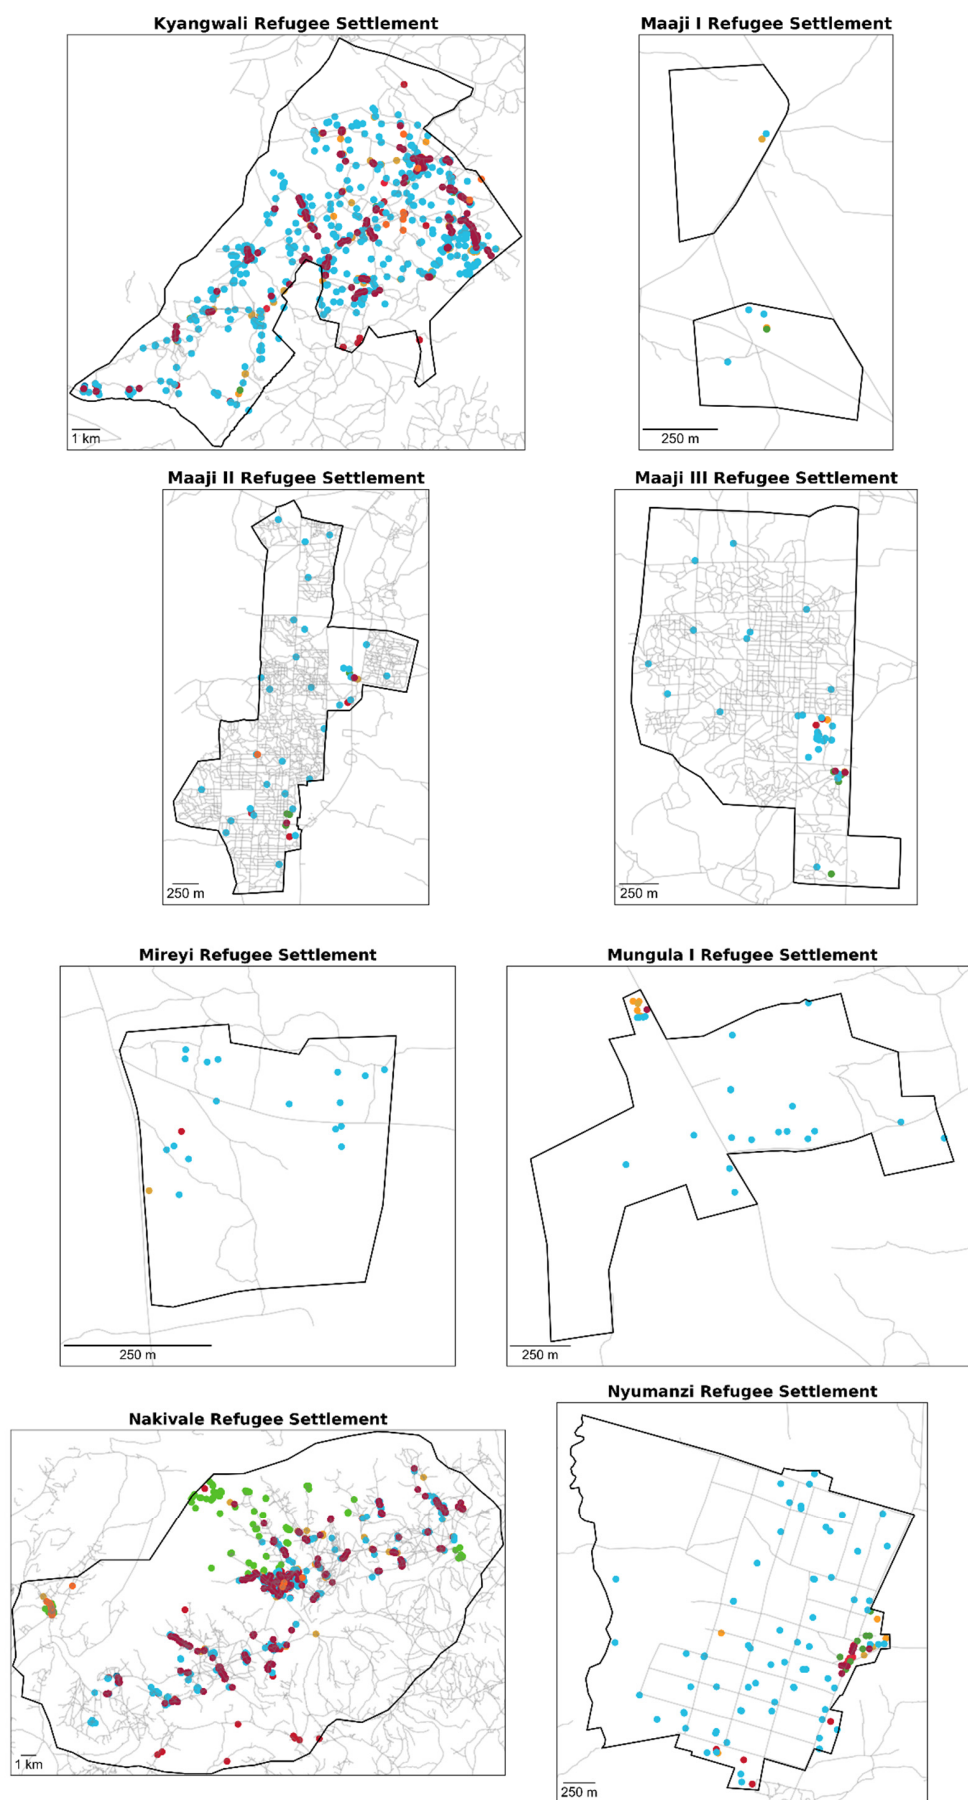 Kyangwali Refugee Settlement
Maaji I Refugee Settlement
1 km
250 m
Maaji II Refugee Settlement
Maaji III Refugee Settlement
250 m
250 m
Mireyi Refugee Settlement
Mungula I Refugee Settlement
250 m
250 m
Nakivale Refugee Settlement
Nyumanzi Refugee Settlement
1 km
250 m